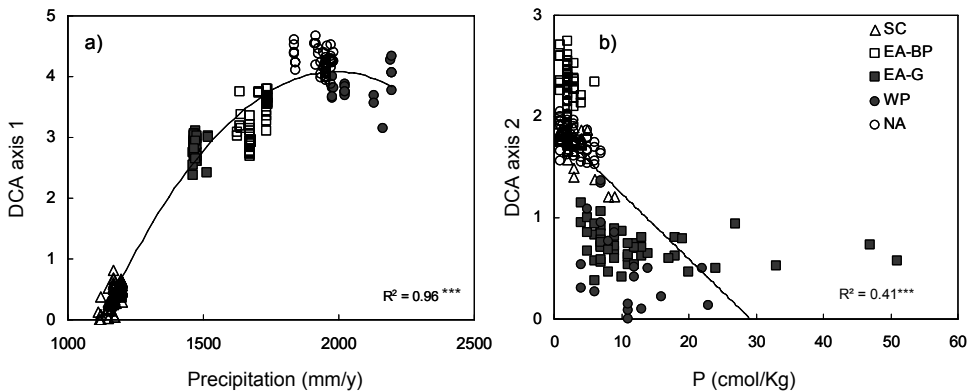 a)
DCA axis 1
5
4
3
2
1
0
1000 1500 2000 2500
Precipitation (mm/y)
R² = 0.96 ***
b)
DCA axis 2
3
2
1
0
0 10 20 30 40 50 60
P (cmol/Kg)
R² = 0.41***
SC
EA-BP
EA-G
WP
NA